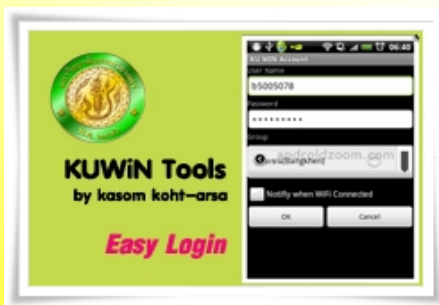 KUWiN Tools
by kasom koht-arsa
Easy Login
06:40
KU WiN Account
User Name
b5005078
Password
*********
Group
androidzoom.com
Notifly when WiFi Connected
OK
Cancel